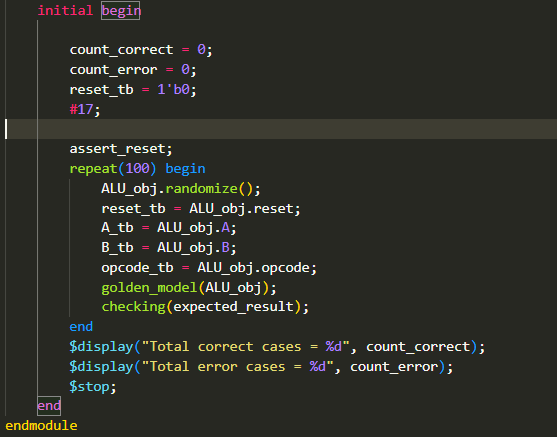 initial begin
count_correct = 0;
count_error = 0;
reset_tb = 1'b0;
#17;
assert_reset;
repeat(100) begin
ALU_obj.randomize();
reset_tb = ALU_obj.reset;
A_tb = ALU_obj.A;
B_tb = ALU_obj.B;
opcode_tb = ALU_obj.opcode;
golden_model(ALU_obj);
checking(expected_result);
end
$display("Total correct cases = %d", count_correct);
$display("Total error cases = %d", count_error);
$stop;
end
endmodule